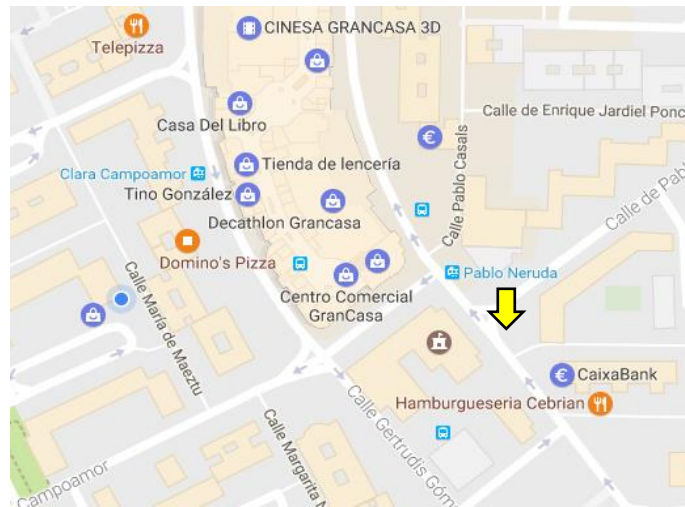 CINESA GRANCASA 3D
Telepizza
Calle de Enrique Jardiel Ponc
Casa Del Libro
Clara Campoamor
Tienda de lencería
Tino González
Decathlon Grancasa
Calle Pablo Casals
Calle de Pabl
Domino's Pizza
Pablo Neruda
Centro Comercial
GranCasa
Calle María de Maeztu
CaixaBank
Hamburgueseria Cebrian
Calle Gertrudis Góme
Calle Margarita N
Campoamor